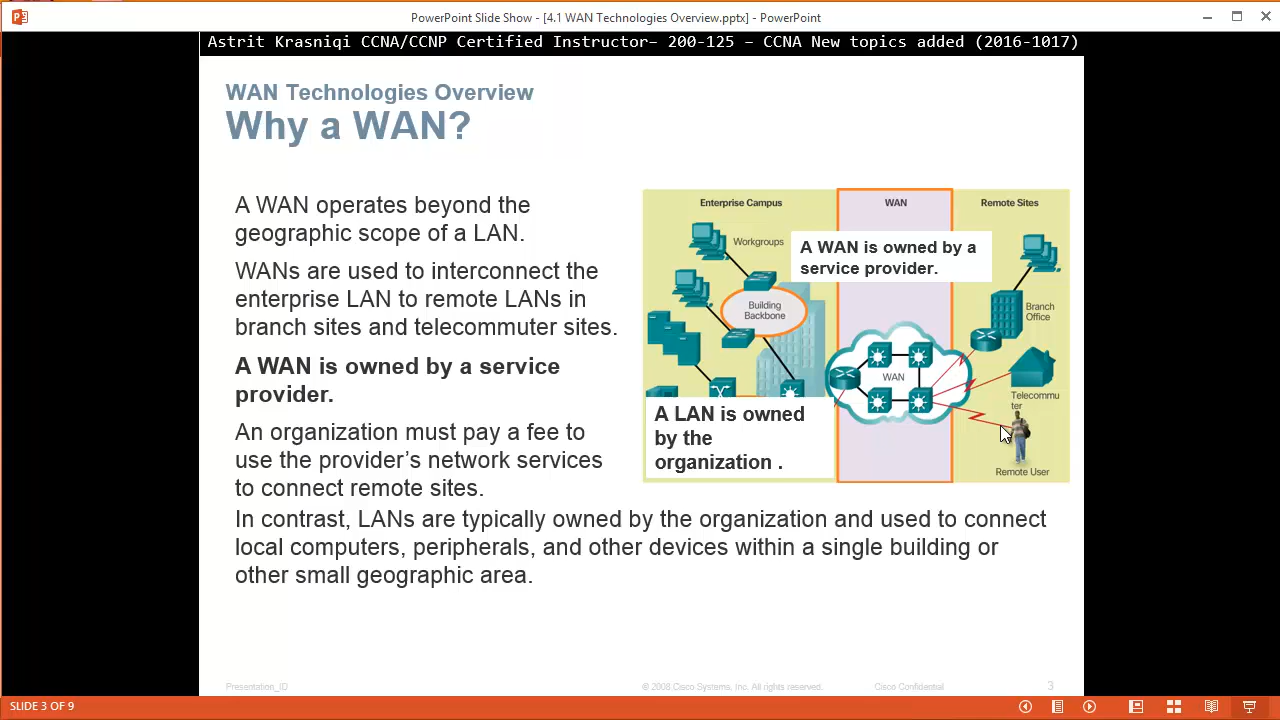 PowerPoint Slide Show - [4.1 WAN Technologies Overview.pptx] - PowerPoint
Astrit Krasniqi CCNA/CCNP Certified Instructor– 200-125 – CCNA New topics added (2016-1017)
WAN Technologies Overview
Why a WAN?
A WAN operates beyond the
geographic scope of a LAN.
WANs are used to interconnect the
enterprise LAN to remote LANs in
branch sites and telecommuter sites.
A WAN is owned by a service
provider.
An organization must pay a fee to
use the provider’s network services
to connect remote sites.
In contrast, LANs are typically owned by the organization and used to connect
local computers, peripherals, and other devices within a single building or
other small geographic area.
Enterprise Campus
WAN
Remote Sites
Workgroups
A WAN is owned by a
service provider.
Building
Backbone
Branch
Office
WAN
Telecommu
ter
A LAN is owned
by the
organization .
Remote User
Presentation_ID
© 2008 Cisco Systems, Inc. All rights reserved.
Cisco Confidential
3
SLIDE 3 OF 9